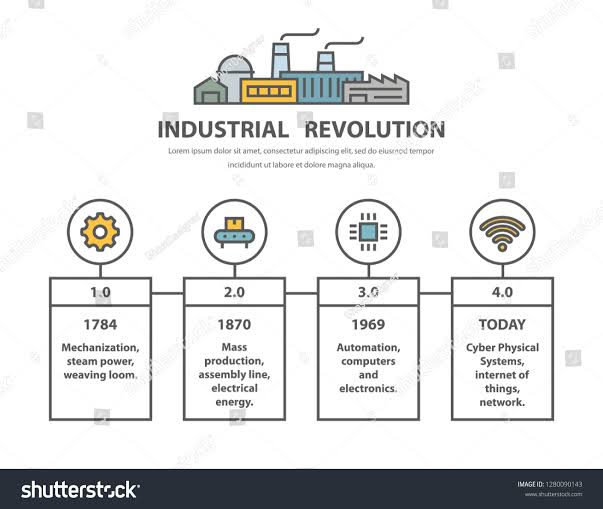 INDUSTRIAL REVOLUTION
Lorem ipsum dolor sit amet, consectetur adipiscing elit, sed do eiusmod tempor
incididunt ut labore et dolore magna aliqua.
1.0
2.0
3.0
4.0
1784
Mechanization,
steam power,
weaving loom.
1870
Mass
production,
assembly line,
electrical
energy.
1969
Automation,
computers
and
electronics.
TODAY
Cyber Physical
Systems,
internet of
things,
network.
shutterstock®
IMAGE ID: 1280090143
www.shutterstock.com